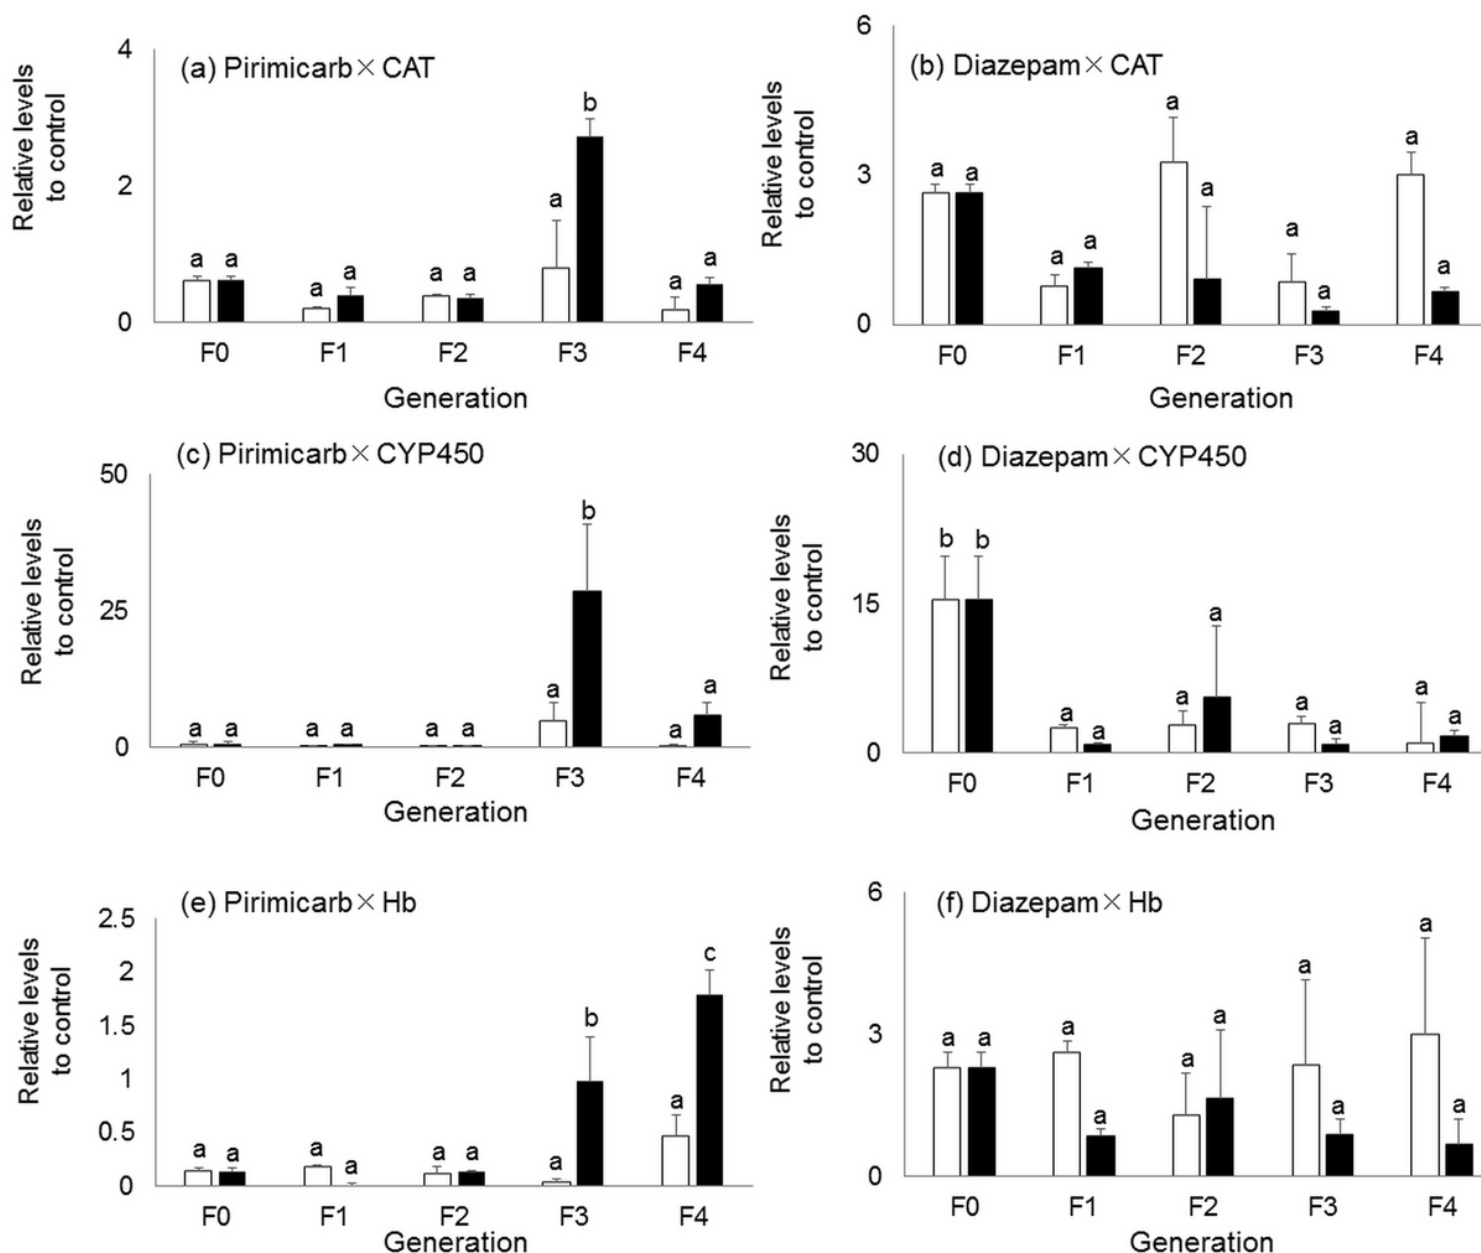 (a) Pirimicarb× CAT
Relative levels
to control
4
2
0
a a a a a a a b a a
F0 F1 F2 F3 F4
Generation
(b) Diazepam× CAT
Relative levels
to control
6
3
0
a a a a a a a a a a
F0 F1 F2 F3 F4
Generation
(c) Pirimicarb× CYP450
Relative levels
to control
50
25
0
a a a a a a a b a a
F0 F1 F2 F3 F4
Generation
(d) Diazepam× CYP450
Relative levels
to control
30
15
0
b b a a a a a a a a
F0 F1 F2 F3 F4
Generation
(e) Pirimicarb× Hb
Relative levels
to control
2.5
2
1.5
1
0.5
0
a a a a a a a b a c
F0 F1 F2 F3 F4
Generation
(f) Diazepam× Hb
Relative levels
to control
6
3
0
a a a a a a a a a a
F0 F1 F2 F3 F4
Generation